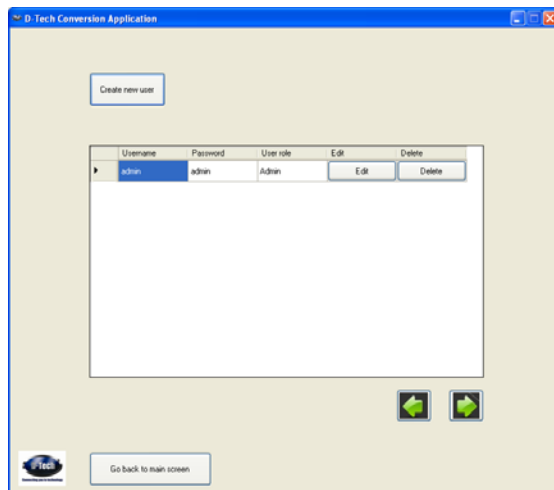 D-Tech Conversion Application
Create new user
Username Password User role Edit Delete
admin admin Admin Edit Delete
D-Tech
Go back to main screen